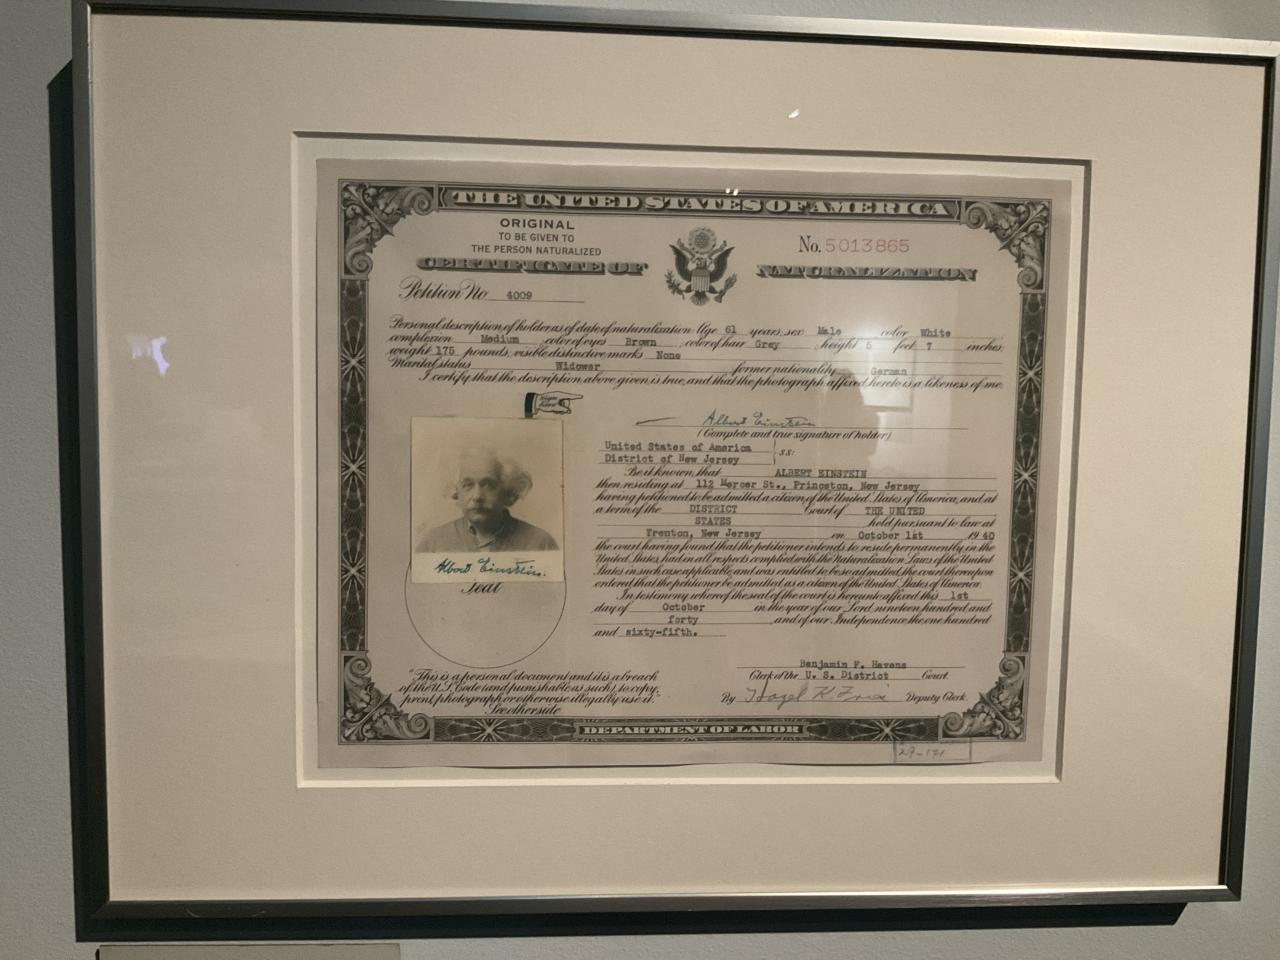 THE UNITED STATES OF AMERICA
ORIGINAL
TO BE GIVEN TO
THE PERSON NATURALIZED
No. 5013865
CERTIFICATE OF NATURALIZATION
Petition No 4009
Personal description of holder as of date of naturalization: Age 61 years; sex Male color White
complexion Medium color of eyes Brown color of hair Grey height 5 feet 7 inches;
weight 175 pounds; visible distinctive marks None
Marital status Widower former nationality German
I certify that the description above given is true, and that the photograph affixed hereto is a likeness of me.
Albert Einstein
(Complete and true signature of holder)
United States of America
District of New Jersey
ss:
Be it known, that ALBERT EINSTEIN
then residing at 112 Mercer St., Princeton, New Jersey
having petitioned to be admitted a citizen of the United States of America, and at
a term of the DISTRICT Court of THE UNITED
STATES held pursuant to law at
Trenton, New Jersey on October 1st 1940
the court having found that the petitioner intends to reside permanently in the
United States, had in all respects complied with the Naturalization Laws of the United
States in such case applicable, and was entitled to be so admitted, the court thereupon
ordered that the petitioner be admitted as a citizen of the United States of America.
In testimony whereof the seal of the court is hereunto affixed this 1st
day of October in the year of our Lord nineteen hundred and
forty and of our Independence the one hundred
and sixty-fifth.
Albert Einstein.
Seal
Benjamin F. Havens
Clerk of the U. S. District Court.
By Deputy Clerk.
"This is a personal document and it is a breach
of the U.S. Code (and punishable as such) to copy,
print, photograph or otherwise illegally use it."
See other side
DEPARTMENT OF LABOR